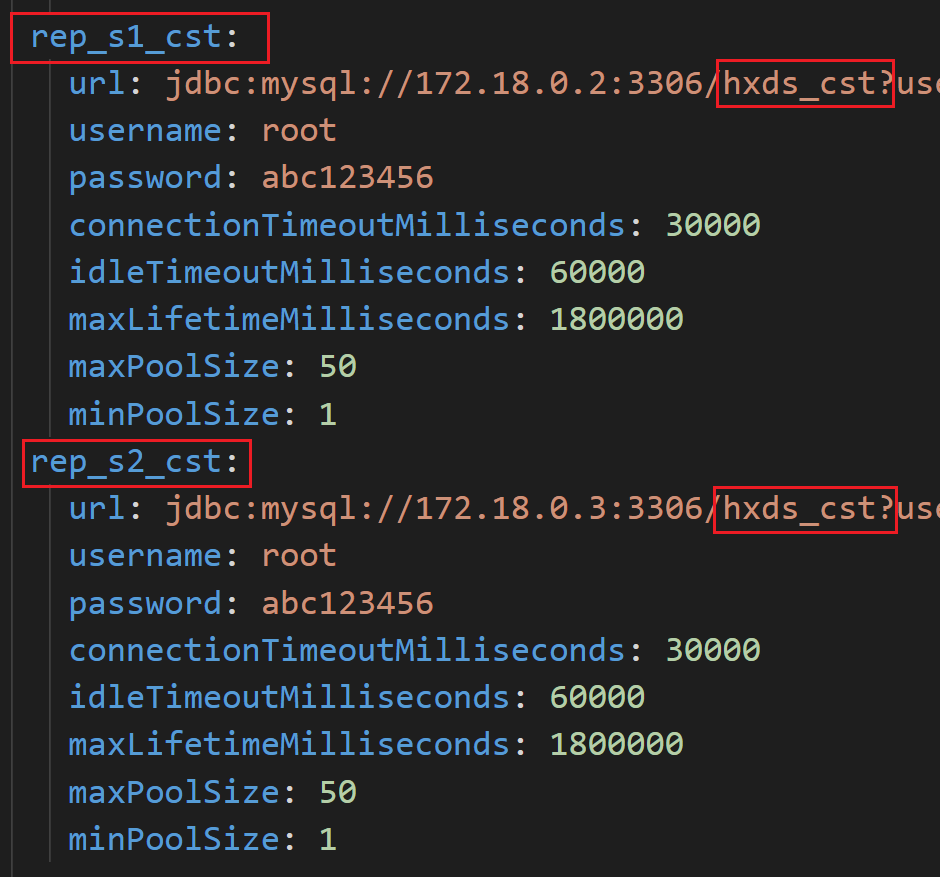 rep_s1_cst:
url: jdbc:mysql://172.18.0.2:3306/hxds_cst?use
username: root
password: abc123456
connectionTimeoutMilliseconds: 30000
idleTimeoutMilliseconds: 60000
maxLifetimeMilliseconds: 1800000
maxPoolSize: 50
minPoolSize: 1
rep_s2_cst:
url: jdbc:mysql://172.18.0.3:3306/hxds_cst?use
username: root
password: abc123456
connectionTimeoutMilliseconds: 30000
idleTimeoutMilliseconds: 60000
maxLifetimeMilliseconds: 1800000
maxPoolSize: 50
minPoolSize: 1